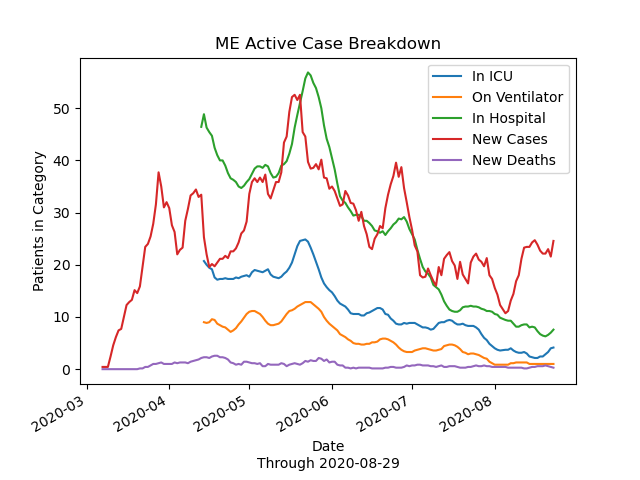 ME Active Case Breakdown
In ICU
On Ventilator
In Hospital
New Cases
New Deaths
Patients in Category
50
40
30
20
10
0
2020-03
2020-04
2020-05
2020-06
2020-07
2020-08
Date
Through 2020-08-29